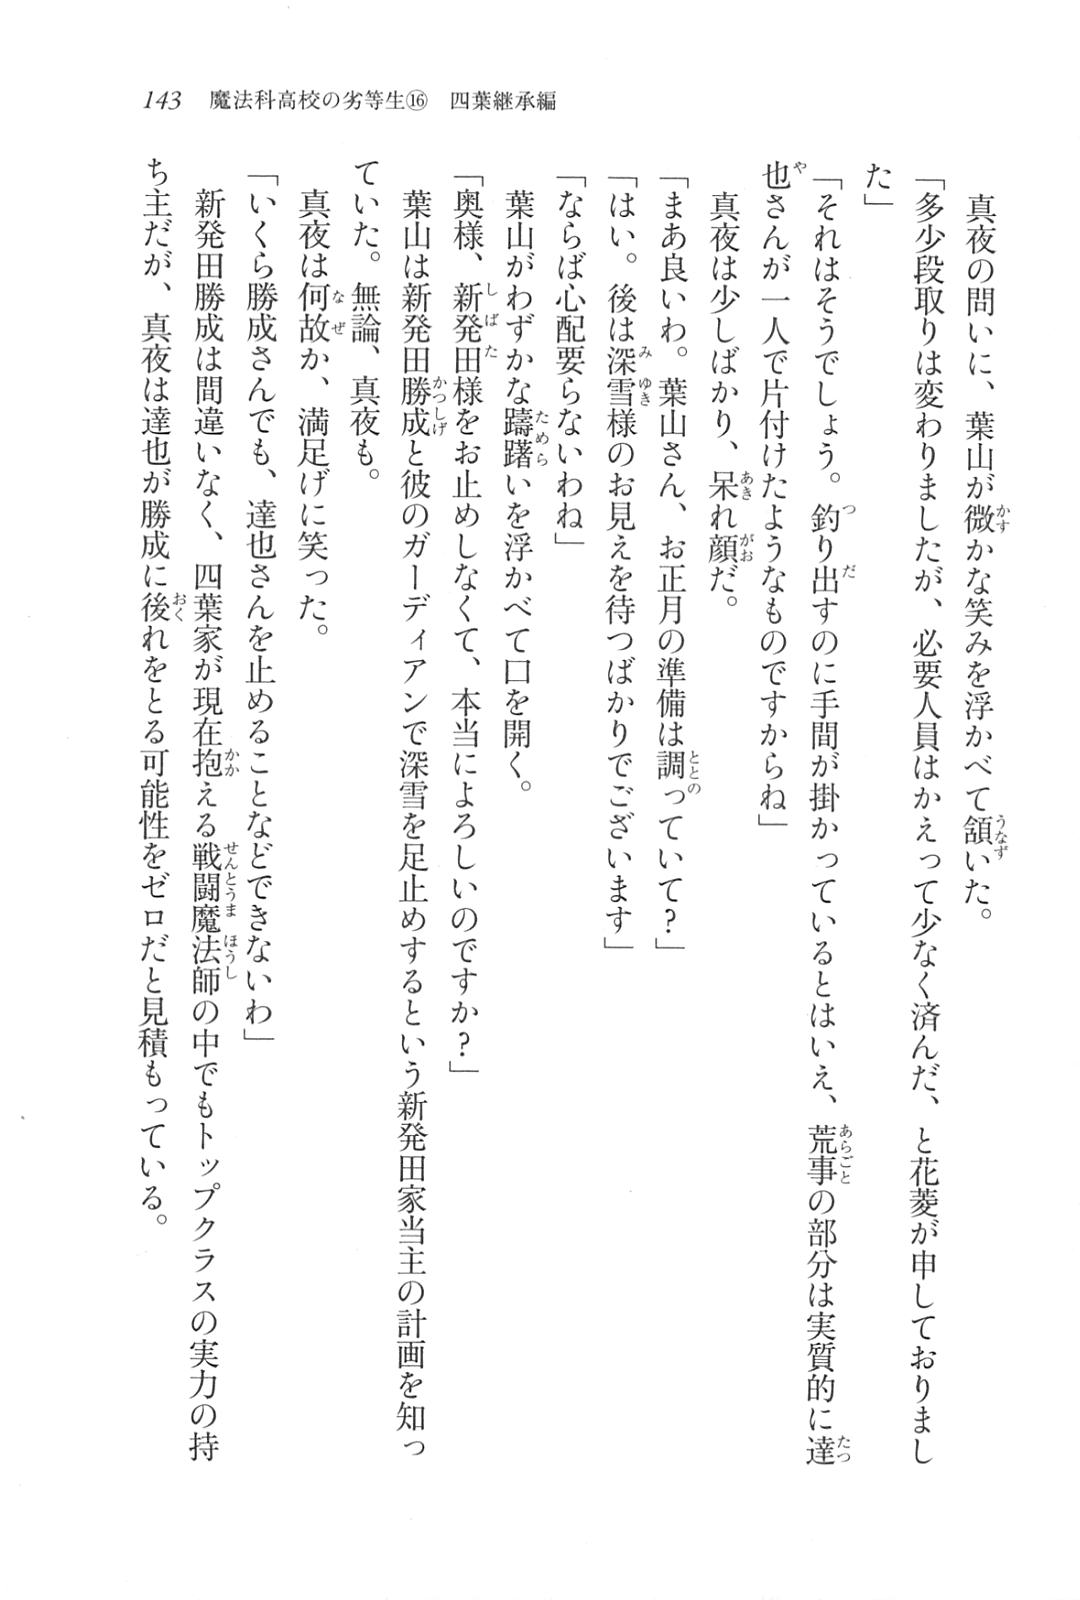 143　魔法科高校の劣等生⑯　四葉継承編
　真夜の問いに、葉山が微かな笑みを浮かべて頷いた。
「多少段取りは変わりましたが、必要人員はかえって少なく済んだ、と花菱が申しておりまし
た」
「それはそうでしょう。釣り出すのに手間が掛かっているとはいえ、荒事の部分は実質的に達
也さんが一人で片付けたようなものですからね」
　真夜は少しばかり、呆れ顔だ。
「まあ良いわ。葉山さん、お正月の準備は調っていて？」
「はい。後は深雪様のお見えを待つばかりでございます」
「ならば心配要らないわね」
　葉山がわずかな躊躇いを浮かべて口を開く。
「奥様、新発田様をお止めしなくて、本当によろしいのですか？」
　葉山は新発田勝成と彼のガーディアンで深雪を足止めするという新発田家当主の計画を知っ
ていた。無論、真夜も。
　真夜は何故か、満足げに笑った。
「いくら勝成さんでも、達也さんを止めることなどできないわ」
　新発田勝成は間違いなく、四葉家が現在抱える戦闘魔法師の中でもトップクラスの実力の持
ち主だが、真夜は達也が勝成に後れをとる可能性をゼロだと見積もっている。